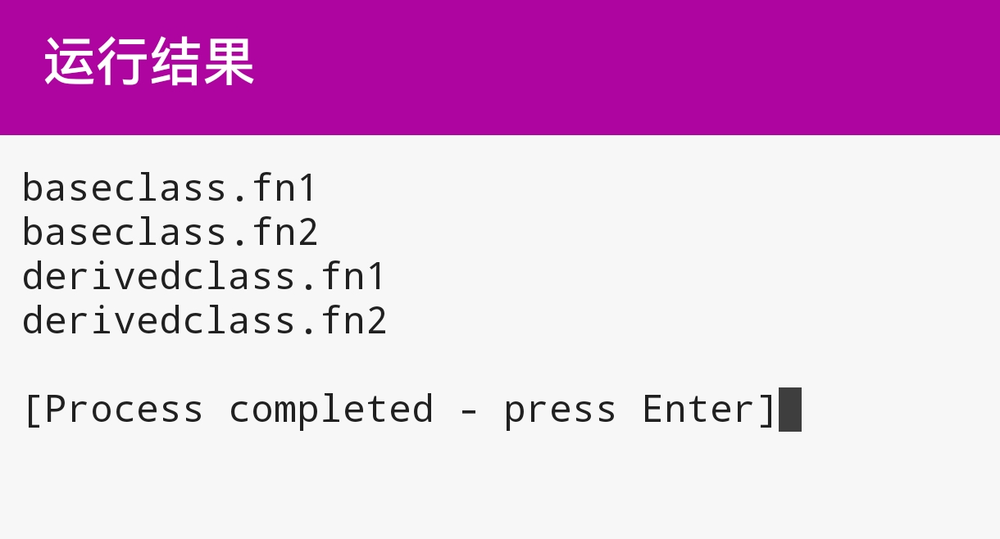 运行结果
baseclass.fn1
baseclass.fn2
derivedclass.fn1
derivedclass.fn2
[Process completed - press Enter]